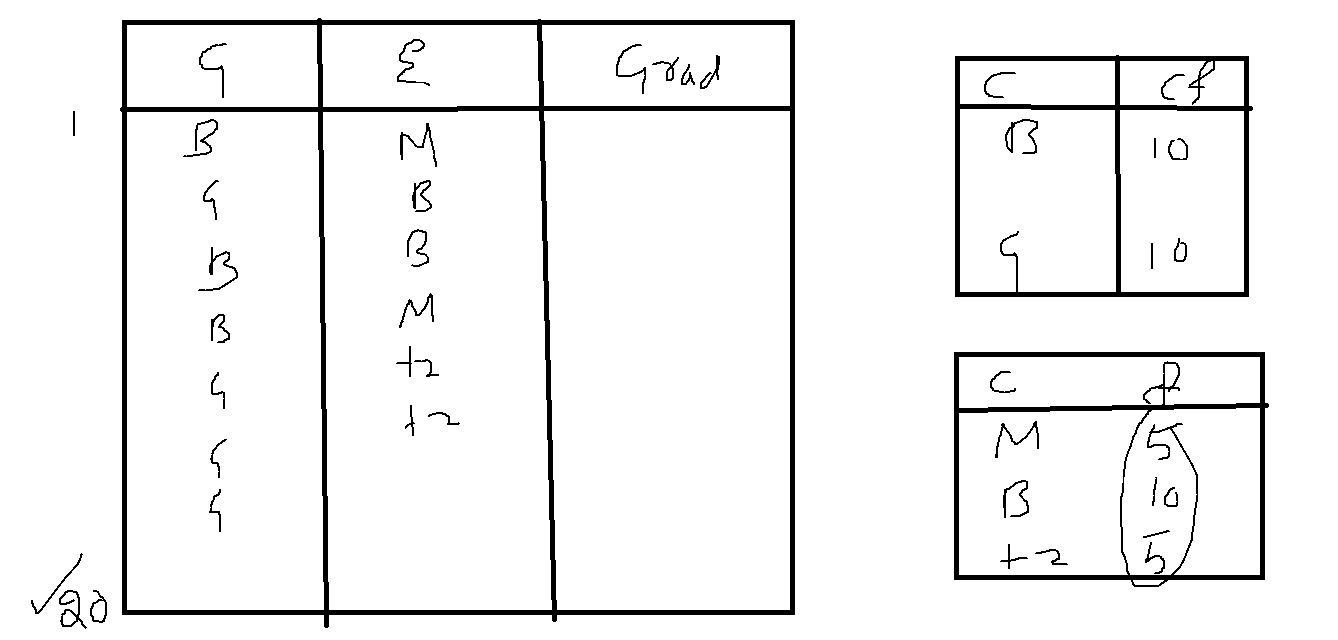 G E Grad
1 B M
G B
B B
B M
G +2
G +2
G
20
C Cf
B 10
G 10
C f
M 5
B 10
+2 5